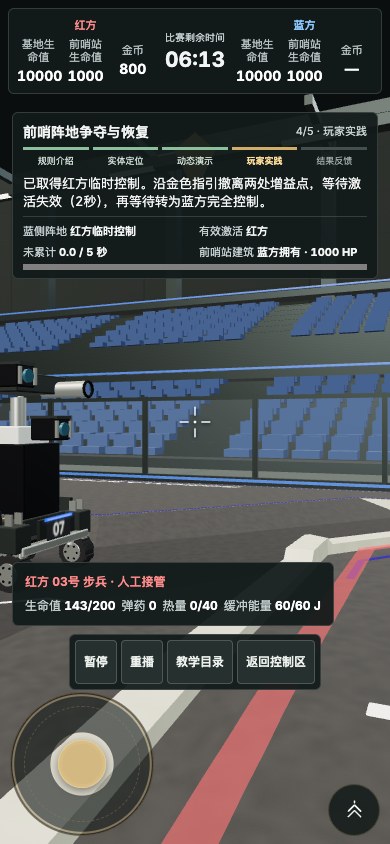 红方
蓝方
基地生命值
前哨站生命值
金币
比赛剩余时间
基地生命值
前哨站生命值
金币
10000
1000
800
06:13
10000
1000
—
前哨阵地争夺与恢复
4/5 · 玩家实践
规则介绍
实体定位
动态演示
玩家实践
结果反馈
已取得红方临时控制。沿金色指引撤离两处增益点，等待激
活失效（2秒），再等待转为蓝方完全控制。
蓝侧阵地 红方临时控制
有效激活 红方
未累计 0.0 / 5 秒
前哨站建筑 蓝方拥有 · 1000 HP
07
红方 03号 步兵 · 人工接管
生命值 143/200 弹药 0 热量 0/40 缓冲能量 60/60 J
暂停
重播
教学目录
返回控制区